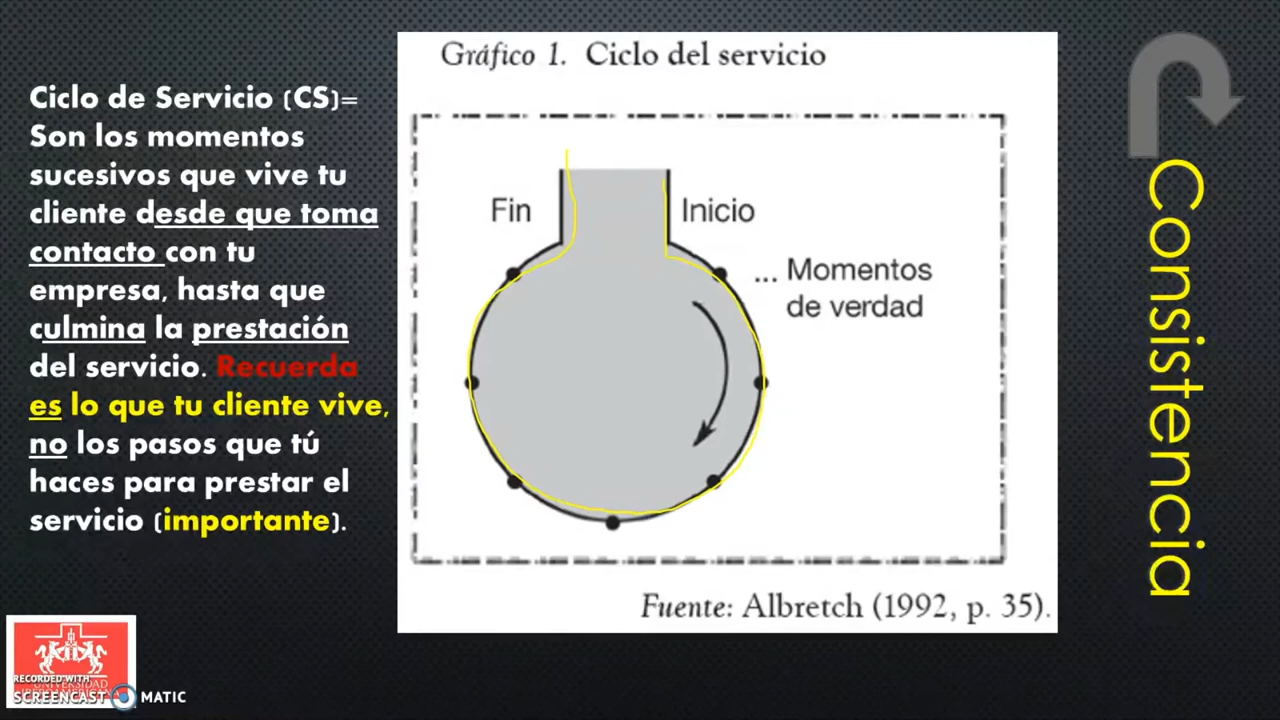 Ciclo de Servicio (CS)=
Son los momentos
sucesivos que vive tu
cliente desde que toma
contacto con tu
empresa, hasta que
culmina la prestación
del servicio. Recuerda
es lo que tu cliente vive,
no los pasos que tú
haces para prestar el
servicio (importante).
Gráfico 1. Ciclo del servicio
Fin
Inicio
... Momentos
de verdad
Fuente: Albretch (1992, p. 35).
Consistencia
UNIVERSIDAD
IBEROAMERICANA
RECORDED WITH
SCREENCAST MATIC